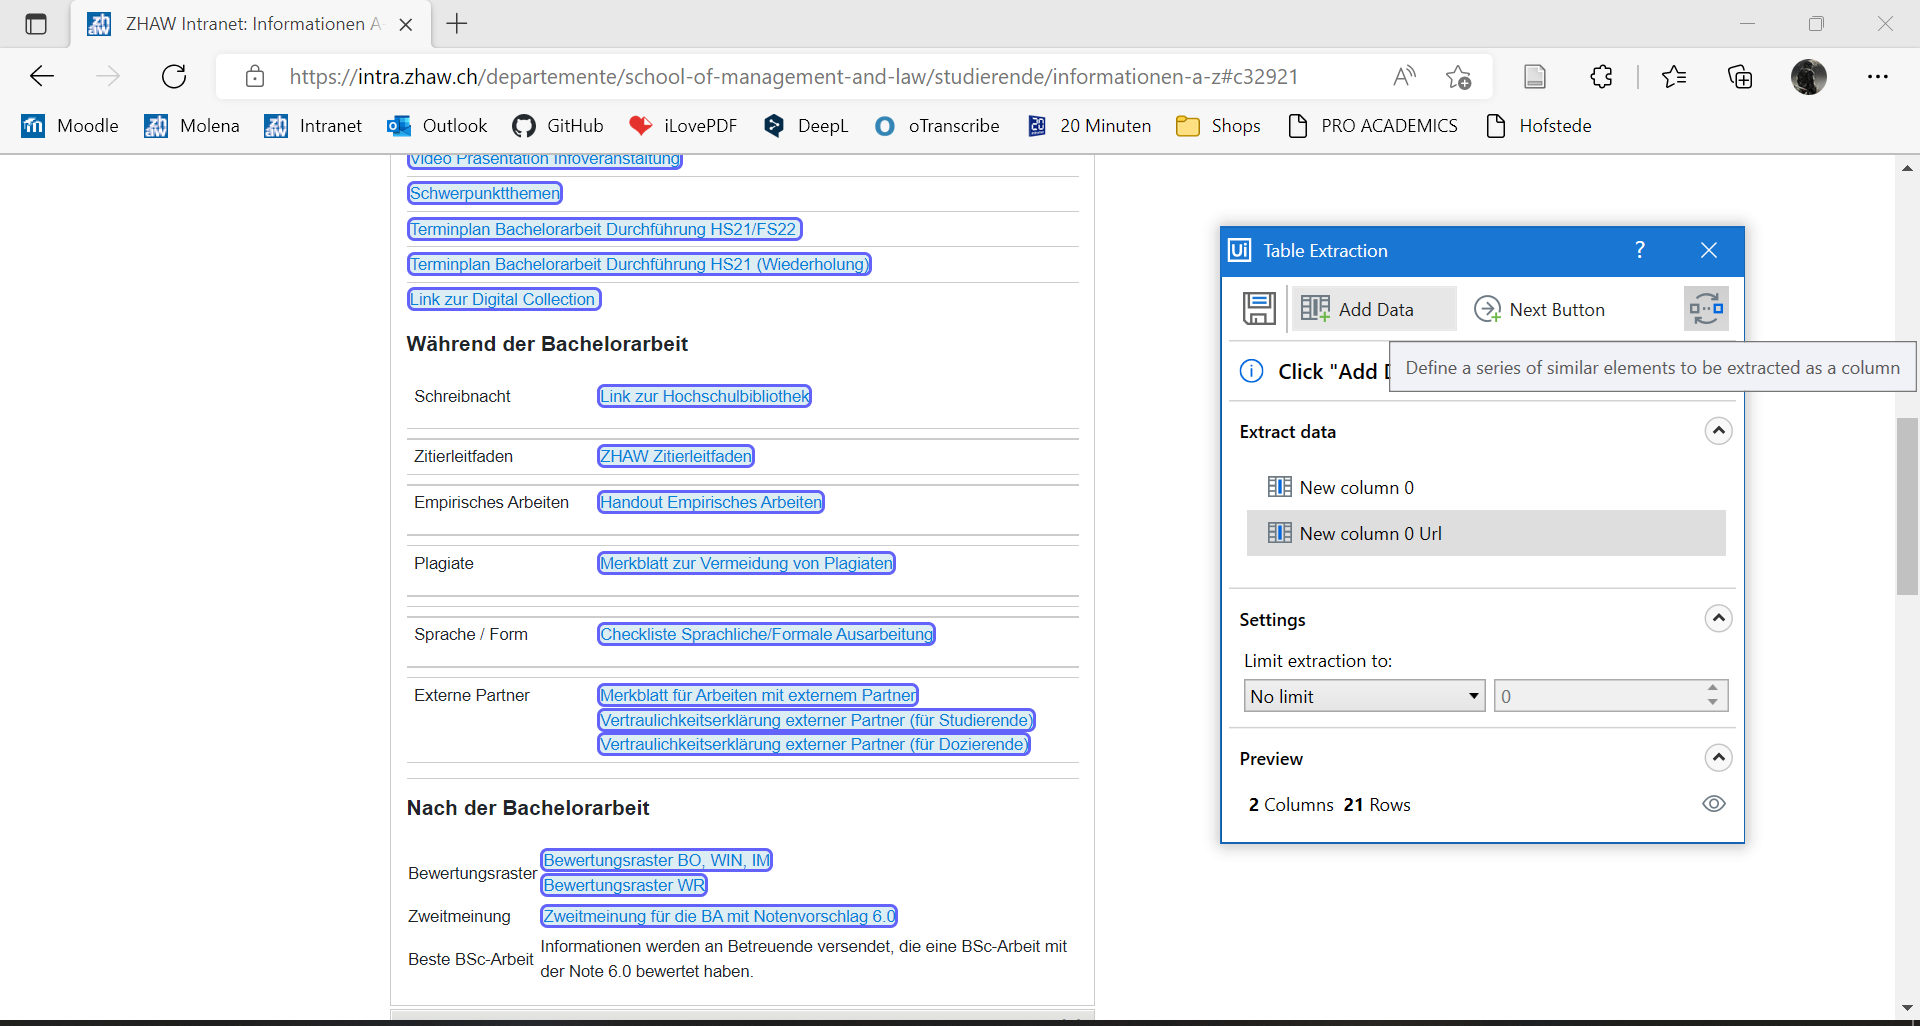 ZHAW Intranet: Informationen A-
https://intra.zhaw.ch/departemente/school-of-management-and-law/studierende/informationen-a-z#c32921
Moodle Molena Intranet Outlook GitHub iLovePDF DeepL oTranscribe 20 Minuten Shops PRO ACADEMICS Hofstede
Video Präsentation Infoveranstaltung
Schwerpunktthemen
Terminplan Bachelorarbeit Durchführung HS21/FS22
Terminplan Bachelorarbeit Durchführung HS21 (Wiederholung)
Link zur Digital Collection
Während der Bachelorarbeit
Schreibnacht Link zur Hochschulbibliothek
Zitierleitfaden ZHAW Zitierleitfaden
Empirisches Arbeiten Handout Empirisches Arbeiten
Plagiate Merkblatt zur Vermeidung von Plagiaten
Sprache / Form Checkliste Sprachliche/Formale Ausarbeitung
Externe Partner Merkblatt für Arbeiten mit externem Partner
Vertraulichkeitserklärung externer Partner (für Studierende)
Vertraulichkeitserklärung externer Partner (für Dozierende)
Nach der Bachelorarbeit
Bewertungsraster Bewertungsraster BO, WIN, IM
Bewertungsraster WR
Zweitmeinung Zweitmeinung für die BA mit Notenvorschlag 6.0
Beste BSc-Arbeit Informationen werden an Betreuende versendet, die eine BSc-Arbeit mit
der Note 6.0 bewertet haben.
Ui Table Extraction ?
Add Data Next Button
Click "Add D
Define a series of similar elements to be extracted as a column
Extract data
New column 0
New column 0 Url
Settings
Limit extraction to:
No limit 0
Preview
2 Columns 21 Rows